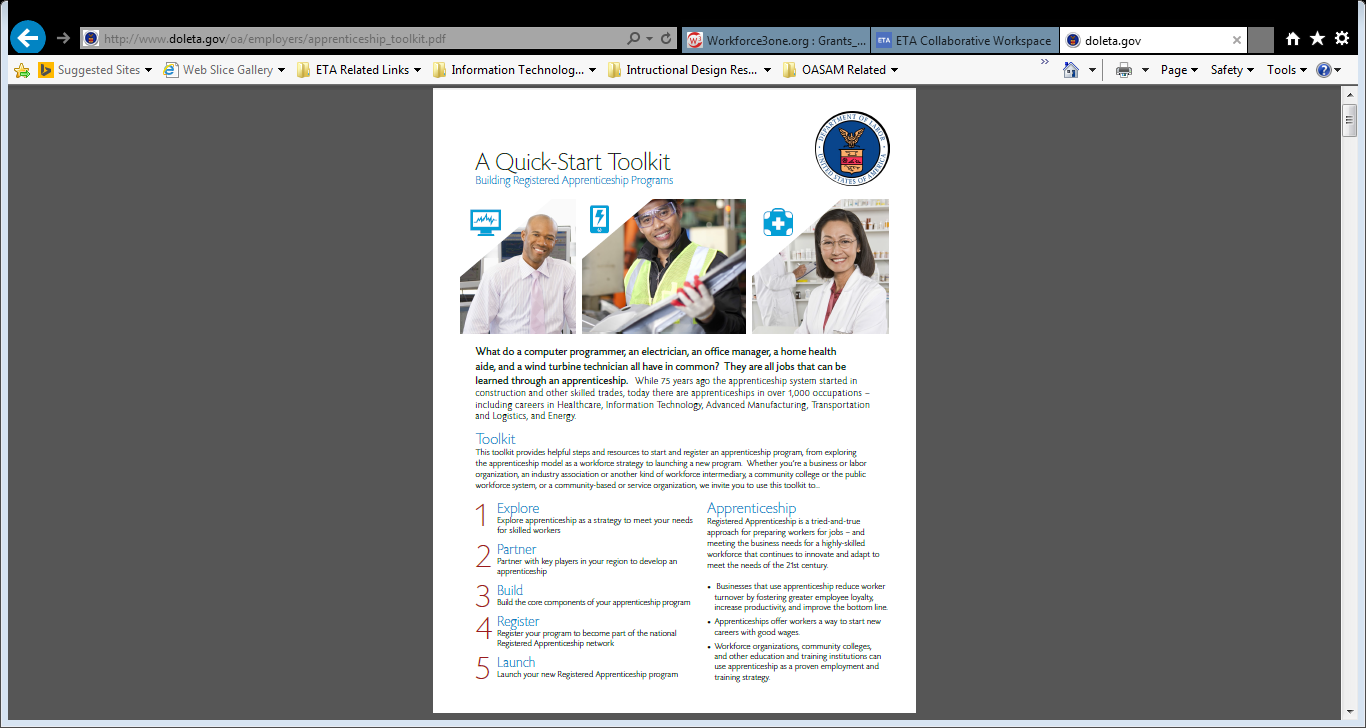 http://www.doleta.gov/oa/employers/apprenticeship_toolkit.pdf
Workforce3one.org : Grants_...
ETA ETA Collaborative Workspace
doleta.gov
Suggested Sites
Web Slice Gallery
ETA Related Links
Information Technolog...
Intructional Design Res...
OASAM Related
Page
Safety
Tools
DEPARTMENT OF LABOR
UNITED STATES OF AMERICA
A Quick-Start Toolkit
Building Registered Apprenticeship Programs
What do a computer programmer, an electrician, an office manager, a home health
aide, and a wind turbine technician all have in common? They are all jobs that can be
learned through an apprenticeship. While 75 years ago the apprenticeship system started in
construction and other skilled trades, today there are apprenticeships in over 1,000 occupations –
including careers in Healthcare, Information Technology, Advanced Manufacturing, Transportation
and Logistics, and Energy.
Toolkit
This toolkit provides helpful steps and resources to start and register an apprenticeship program, from exploring
the apprenticeship model as a workforce strategy to launching a new program. Whether you're a business or labor
organization, an industry association or another kind of workforce intermediary, a community college or the public
workforce system, or a community-based or service organization, we invite you to use this toolkit to...
1 Explore
Explore apprenticeship as a strategy to meet your needs
for skilled workers
2 Partner
Partner with key players in your region to develop an
apprenticeship
3 Build
Build the core components of your apprenticeship program
4 Register
Register your program to become part of the national
Registered Apprenticeship network
5 Launch
Launch your new Registered Apprenticeship program
Apprenticeship
Registered Apprenticeship is a tried-and-true
approach for preparing workers for jobs – and
meeting the business needs for a highly-skilled
workforce that continues to innovate and adapt to
meet the needs of the 21st century.
• Businesses that use apprenticeship reduce worker
turnover by fostering greater employee loyalty,
increase productivity, and improve the bottom line.
• Apprenticeships offer workers a way to start new
careers with good wages.
• Workforce organizations, community colleges,
and other education and training institutions can
use apprenticeship as a proven employment and
training strategy.